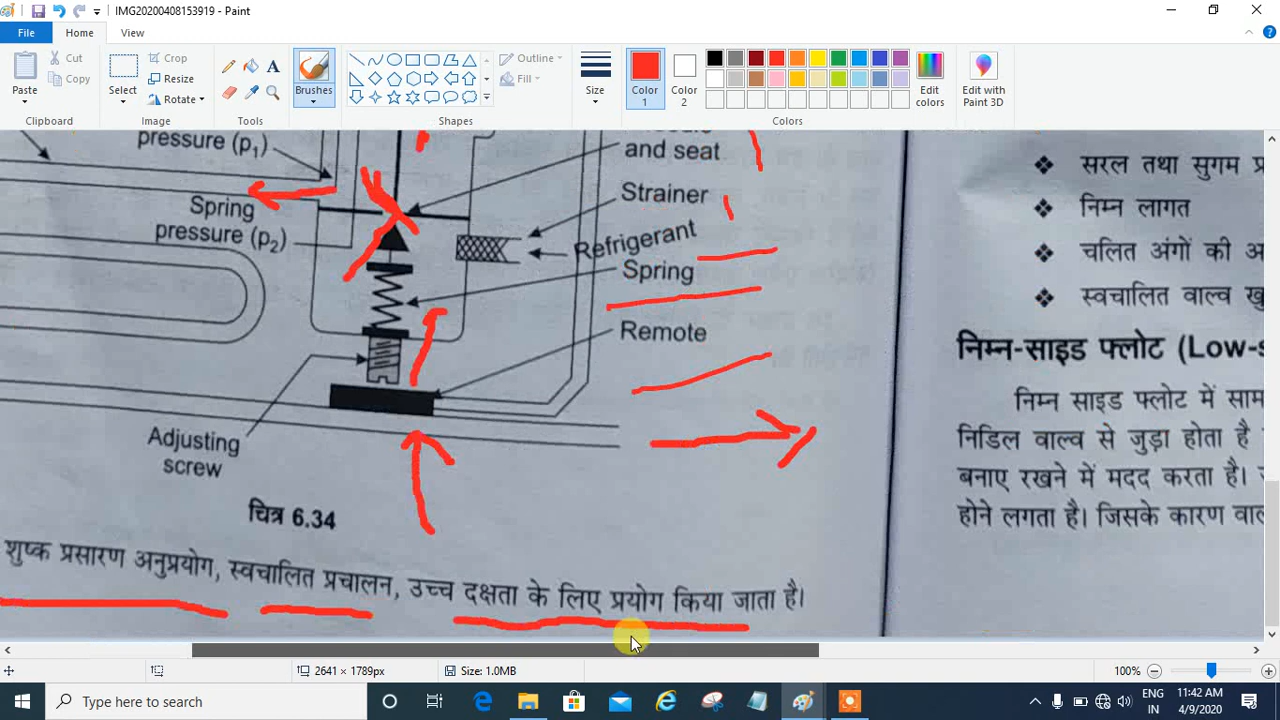 IMG20200408153919 - Paint
File
Home
View
Paste
Cut
Copy
Clipboard
Select
Crop
Resize
Rotate
Image
Tools
Brushes
Shapes
Outline
Fill
Size
Color 1
Color 2
Colors
Edit colors
Edit with Paint 3D
pressure (p1)
Spring
pressure (p2)
and seat
Strainer
Refrigerant
Spring
Remote
Adjusting
screw
चित्र 6.34
शुष्क प्रसारण अनुप्रयोग, स्वचालित प्रचालन, उच्च दक्षता के लिए प्रयोग किया जाता है।
❖ सरल तथा सुगम
❖ निम्न लागत
❖ चलित अंगों की
❖ स्वचालित वाल्व
निम्न-साइड फ्लोट (Low-
निम्न साइड फ्लोट में
निडिल वाल्व से जुड़ा होता है
बनाए रखने में मदद करता है।
होने लगता है। जिसके कारण
2641 × 1789px
Size: 1.0MB
100%
Type here to search
ENG
IN
11:42 AM
4/9/2020